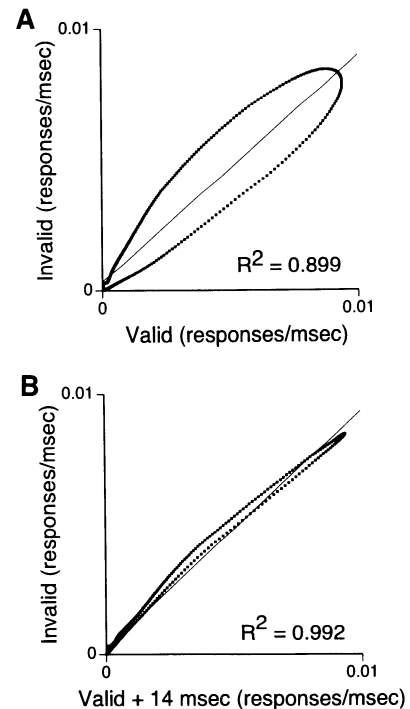 A
0.01
Invalid (responses/msec)
R² = 0.899
0
0
0.01
Valid (responses/msec)
B
0.01
Invalid (responses/msec)
R² = 0.992
0
0
0.01
Valid + 14 msec (responses/msec)